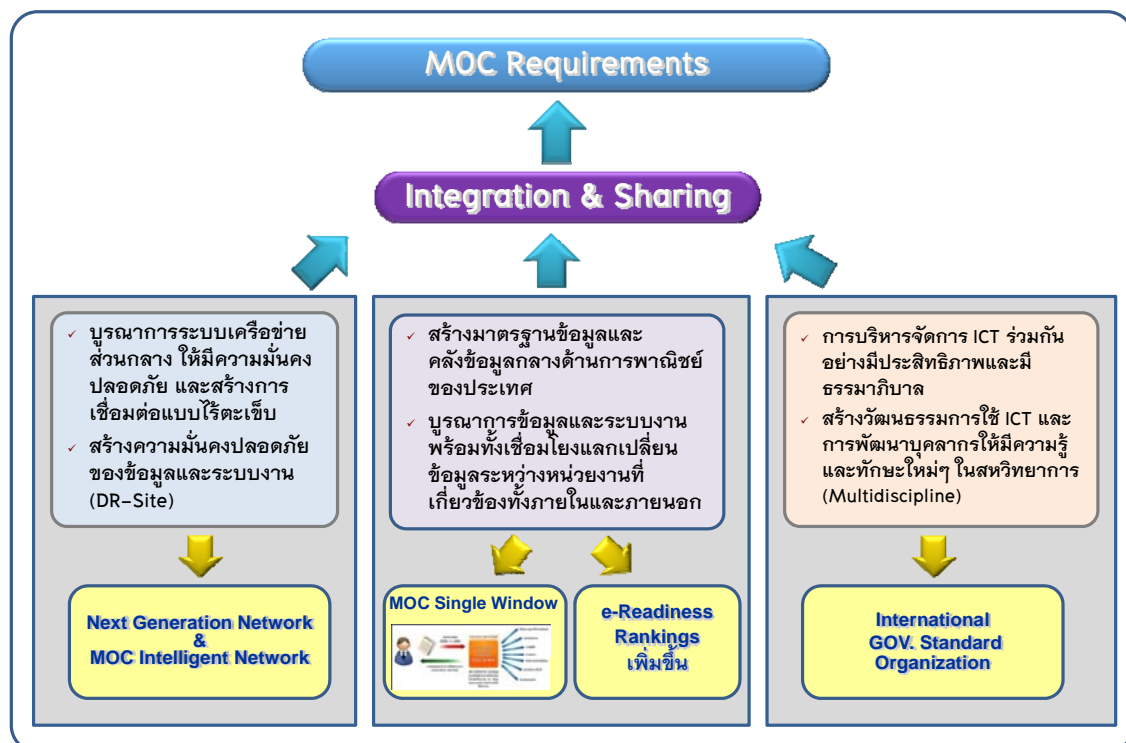 MOC Requirements
Integration & Sharing
✓ บูรณาการระบบเครือข่าย
ส่วนกลาง ให้มีความมั่นคง
ปลอดภัย และสร้างการ
เชื่อมต่อแบบไร้ตะเข็บ
✓ สร้างความมั่นคงปลอดภัย
ของข้อมูลและระบบงาน
(DR-Site)
Next Generation Network
&
MOC Intelligent Network
✓ สร้างมาตรฐานข้อมูลและ
คลังข้อมูลกลางด้านการพาณิชย์
ของประเทศ
✓ บูรณาการข้อมูลและระบบงาน
พร้อมทั้งเชื่อมโยงแลกเปลี่ยน
ข้อมูลระหว่างหน่วยงานที่
เกี่ยวข้องทั้งภายในและภายนอก
MOC Single Window
e-Readiness
Rankings
เพิ่มขึ้น
✓ การบริหารจัดการ ICT ร่วมกัน
อย่างมีประสิทธิภาพและมี
ธรรมาภิบาล
✓ สร้างวัฒนธรรมการใช้ ICT และ
การพัฒนาบุคลากรให้มีความรู้
และทักษะใหม่ๆ ในสหวิทยาการ
(Multidiscipline)
International
GOV. Standard
Organization